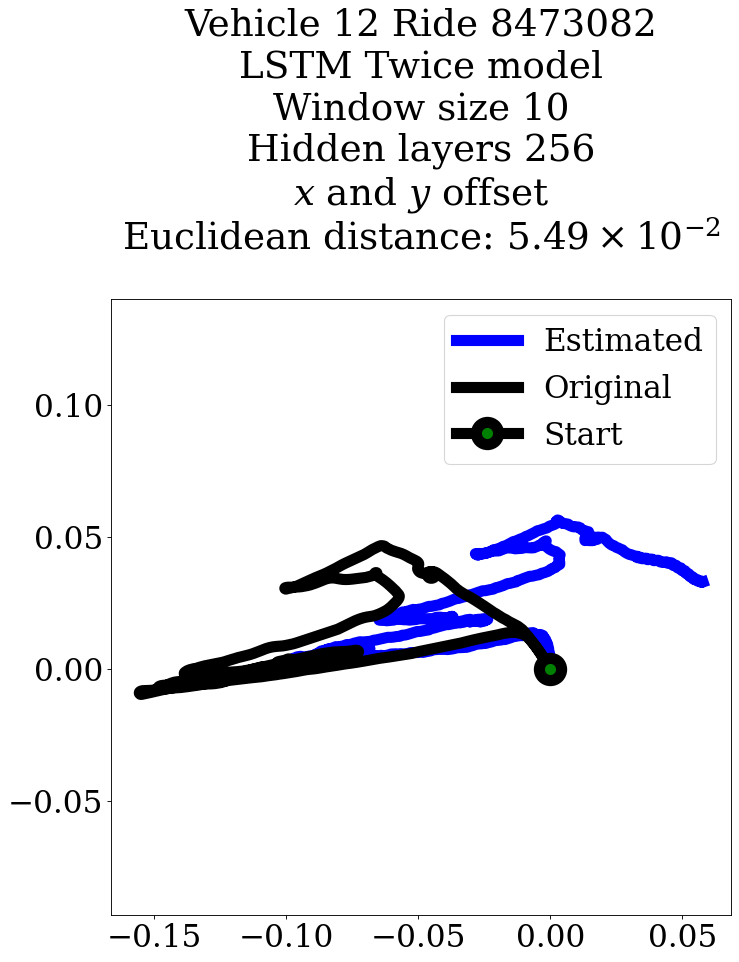 Vehicle 12 Ride 8473082
LSTM Twice model
Window size 10
Hidden layers 256
x and y offset
Euclidean distance: 5.49 × 10⁻²
Estimated
Original
Start
0.10
0.05
0.00
−0.05
−0.15
−0.10
−0.05
0.00
0.05